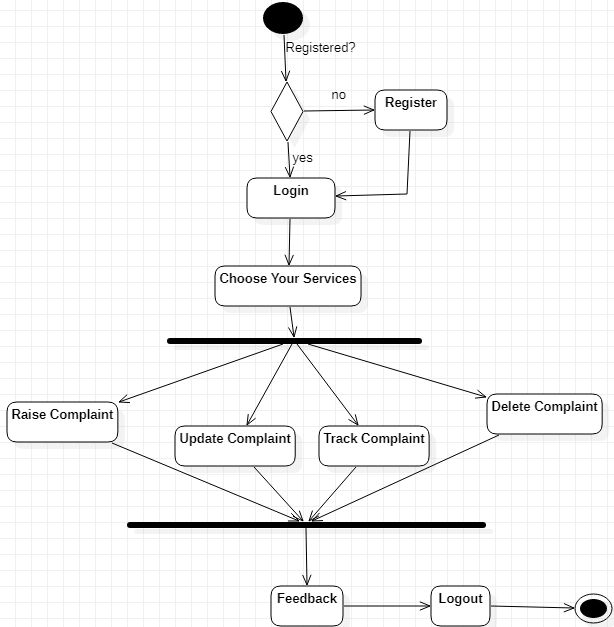 Registered?
no
Register
yes
Login
Choose Your Services
Raise Complaint
Update Complaint
Track Complaint
Delete Complaint
Feedback
Logout